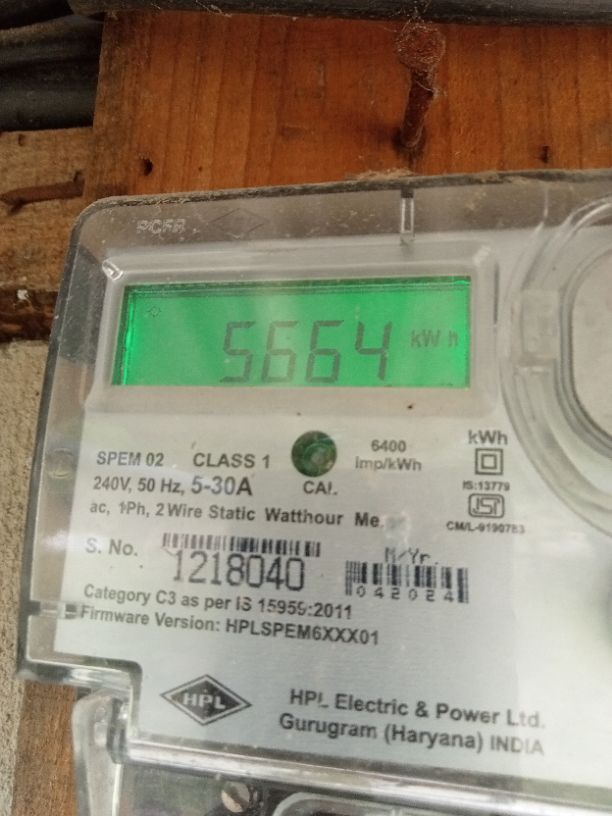 5664 kWh
SPEM 02 CLASS 1
6400
imp/kWh
kWh
240V, 50 Hz, 5-30A
CAL.
IS:13779
ac, 1Ph, 2 Wire Static Watthour
CM/L-9190783
S. No.
1218040
M/Yr.
042024
Category C3 as per IS 15959:2011
Firmware Version: HPLSPEM6XXX01
HPL
HPL Electric & Power Ltd.
Gurugram (Haryana) INDIA